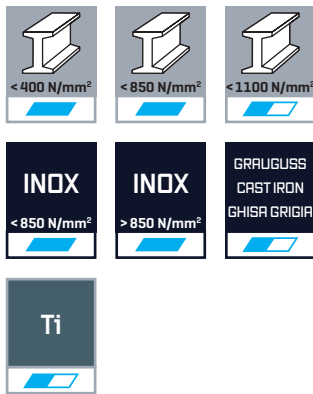 < 400 N/mm²
< 850 N/mm²
< 1100 N/mm²
INOX
< 850 N/mm²
INOX
> 850 N/mm²
GRAUGUSS
CAST IRON
GHISA GRIGIA
Ti